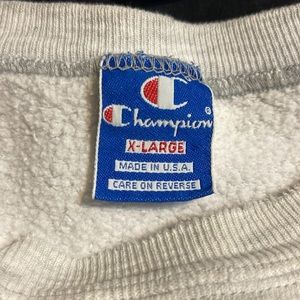 Champion®
X-LARGE
MADE IN U.S.A.
CARE ON REVERSE